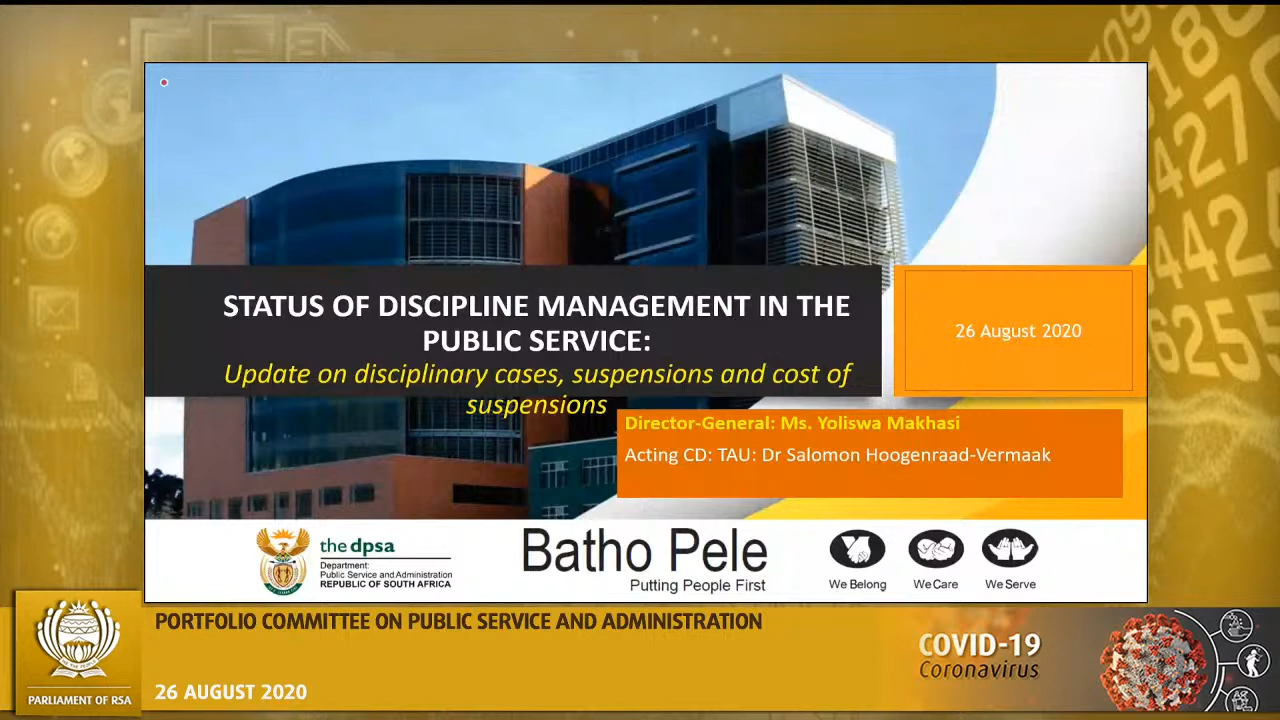 STATUS OF DISCIPLINE MANAGEMENT IN THE
PUBLIC SERVICE:
Update on disciplinary cases, suspensions and cost of
suspensions
26 August 2020
Director-General: Ms. Yoliswa Makhasi
Acting CD: TAU: Dr Salomon Hoogenraad-Vermaak
the dpsa
Department:
Public Service and Administration
REPUBLIC OF SOUTH AFRICA
Batho Pele
Putting People First
We Belong
We Care
We Serve
PORTFOLIO COMMITTEE ON PUBLIC SERVICE AND ADMINISTRATION
26 AUGUST 2020
PARLIAMENT OF RSA
COVID-19
Coronavirus